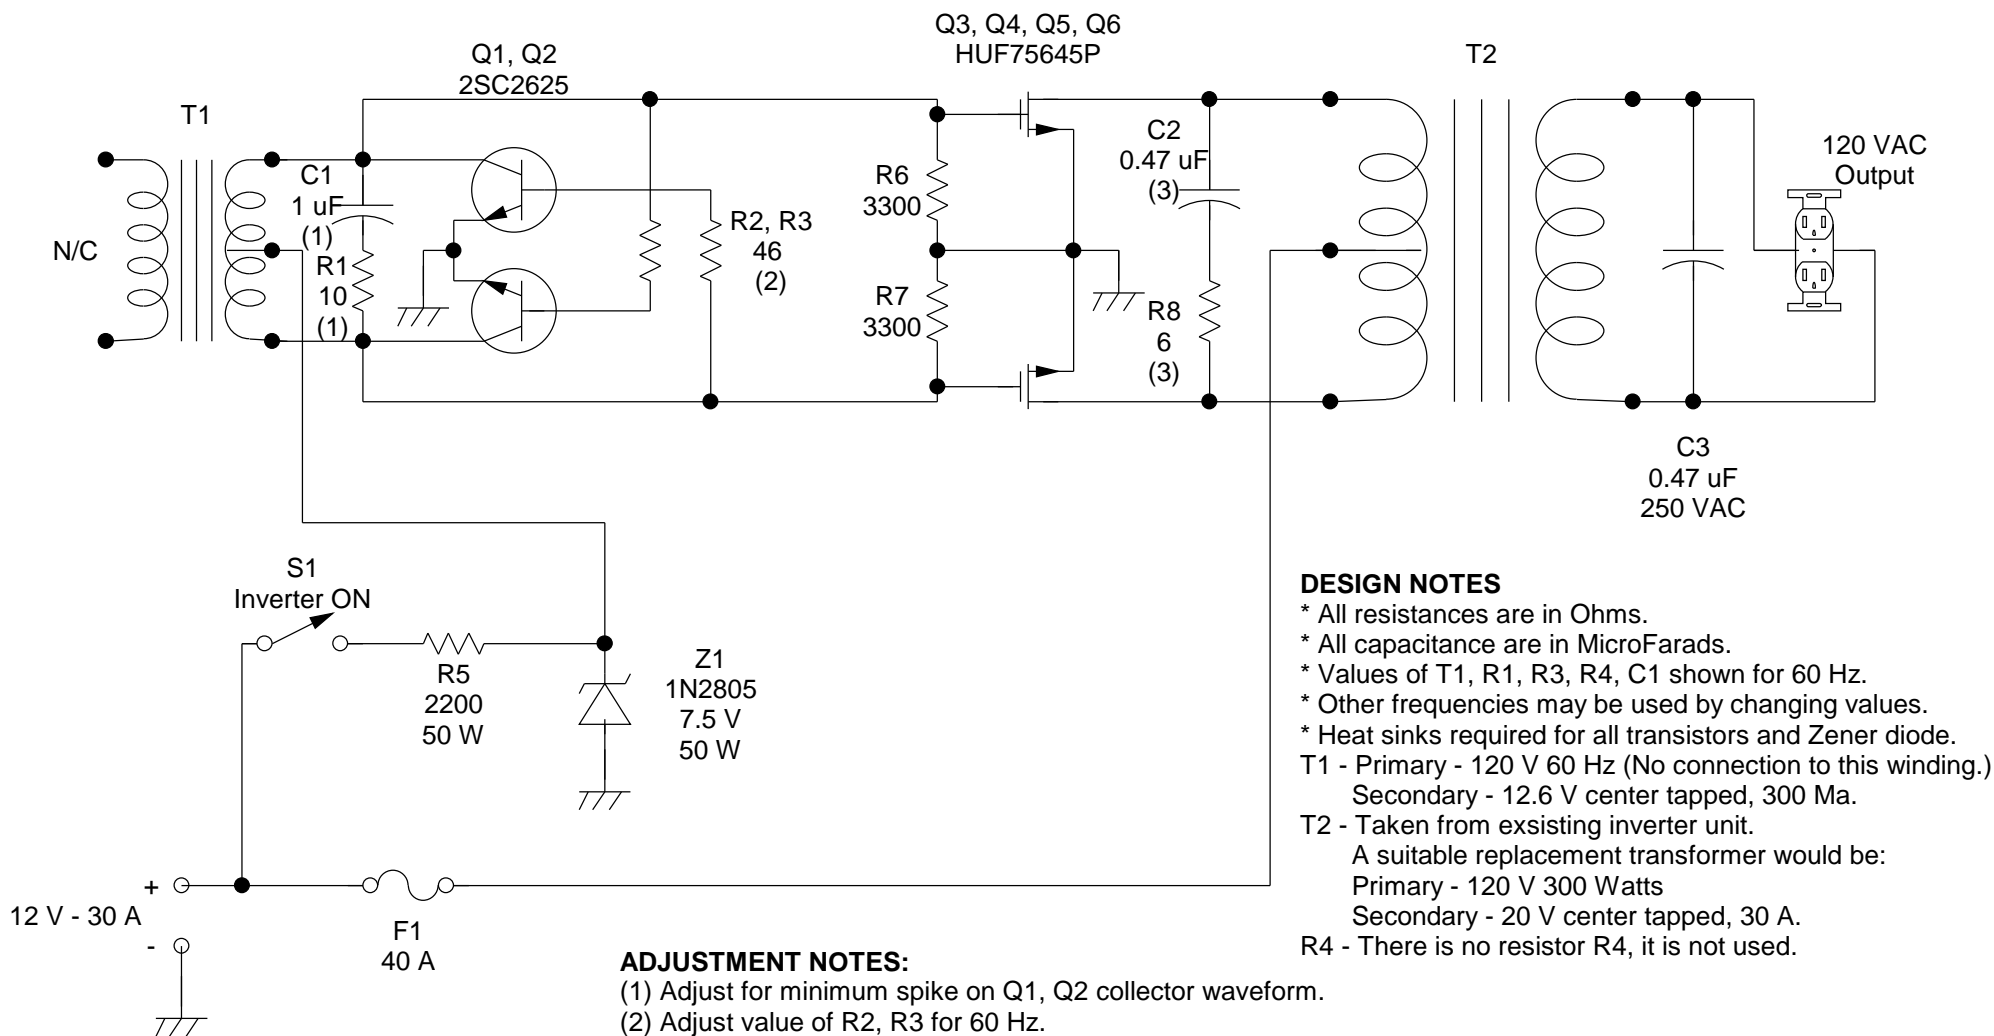 Q3, Q4, Q5, Q6
HUF75645P
Q1, Q2
2SC2625
T2
T1
C1
1 uF
(1)
R1
10
(1)
N/C
R2, R3
46
(2)
R6
3300
R7
3300
C2
0.47 uF
(3)
R8
6
(3)
120 VAC
Output
C3
0.47 uF
250 VAC
S1
Inverter ON
R5
2200
50 W
Z1
1N2805
7.5 V
50 W
+
12 V - 30 A
-
F1
40 A
DESIGN NOTES
* All resistances are in Ohms.
* All capacitance are in MicroFarads.
* Values of T1, R1, R3, R4, C1 shown for 60 Hz.
* Other frequencies may be used by changing values.
* Heat sinks required for all transistors and Zener diode.
T1 - Primary - 120 V 60 Hz (No connection to this winding.)
Secondary - 12.6 V center tapped, 300 Ma.
T2 - Taken from exsisting inverter unit.
A suitable replacement transformer would be:
Primary - 120 V 300 Watts
Secondary - 20 V center tapped, 30 A.
R4 - There is no resistor R4, it is not used.
ADJUSTMENT NOTES:
(1) Adjust for minimum spike on Q1, Q2 collector waveform.
(2) Adjust value of R2, R3 for 60 Hz.